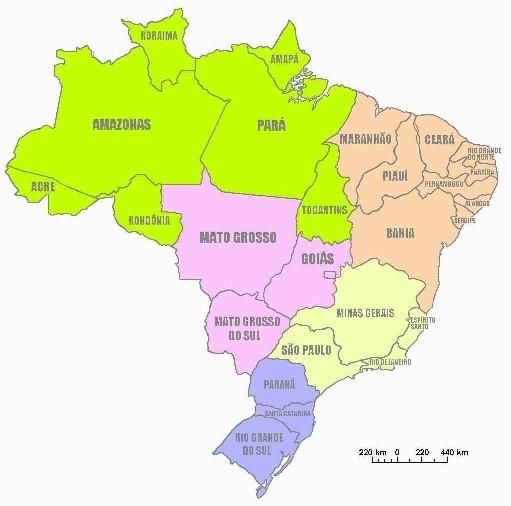 RORAIMA
AMAPÁ
AMAZONAS
PARÁ
MARANHÃO
CEARÁ
RIO GRANDE
DO NORTE
PARAÍBA
PIAUÍ
PERNAMBUCO
ACRE
ALAGOAS
RONDÔNIA
TOCANTINS
SERGIPE
BAHIA
MATO GROSSO
GOIÁS
MINAS GERAIS
MATO GROSSO
DO SUL
ESPÍRITO
SANTO
SÃO PAULO
RIO DE JANEIRO
PARANÁ
SANTA CATARINA
RIO GRANDE
DO SUL
220 km 0 220 440 km